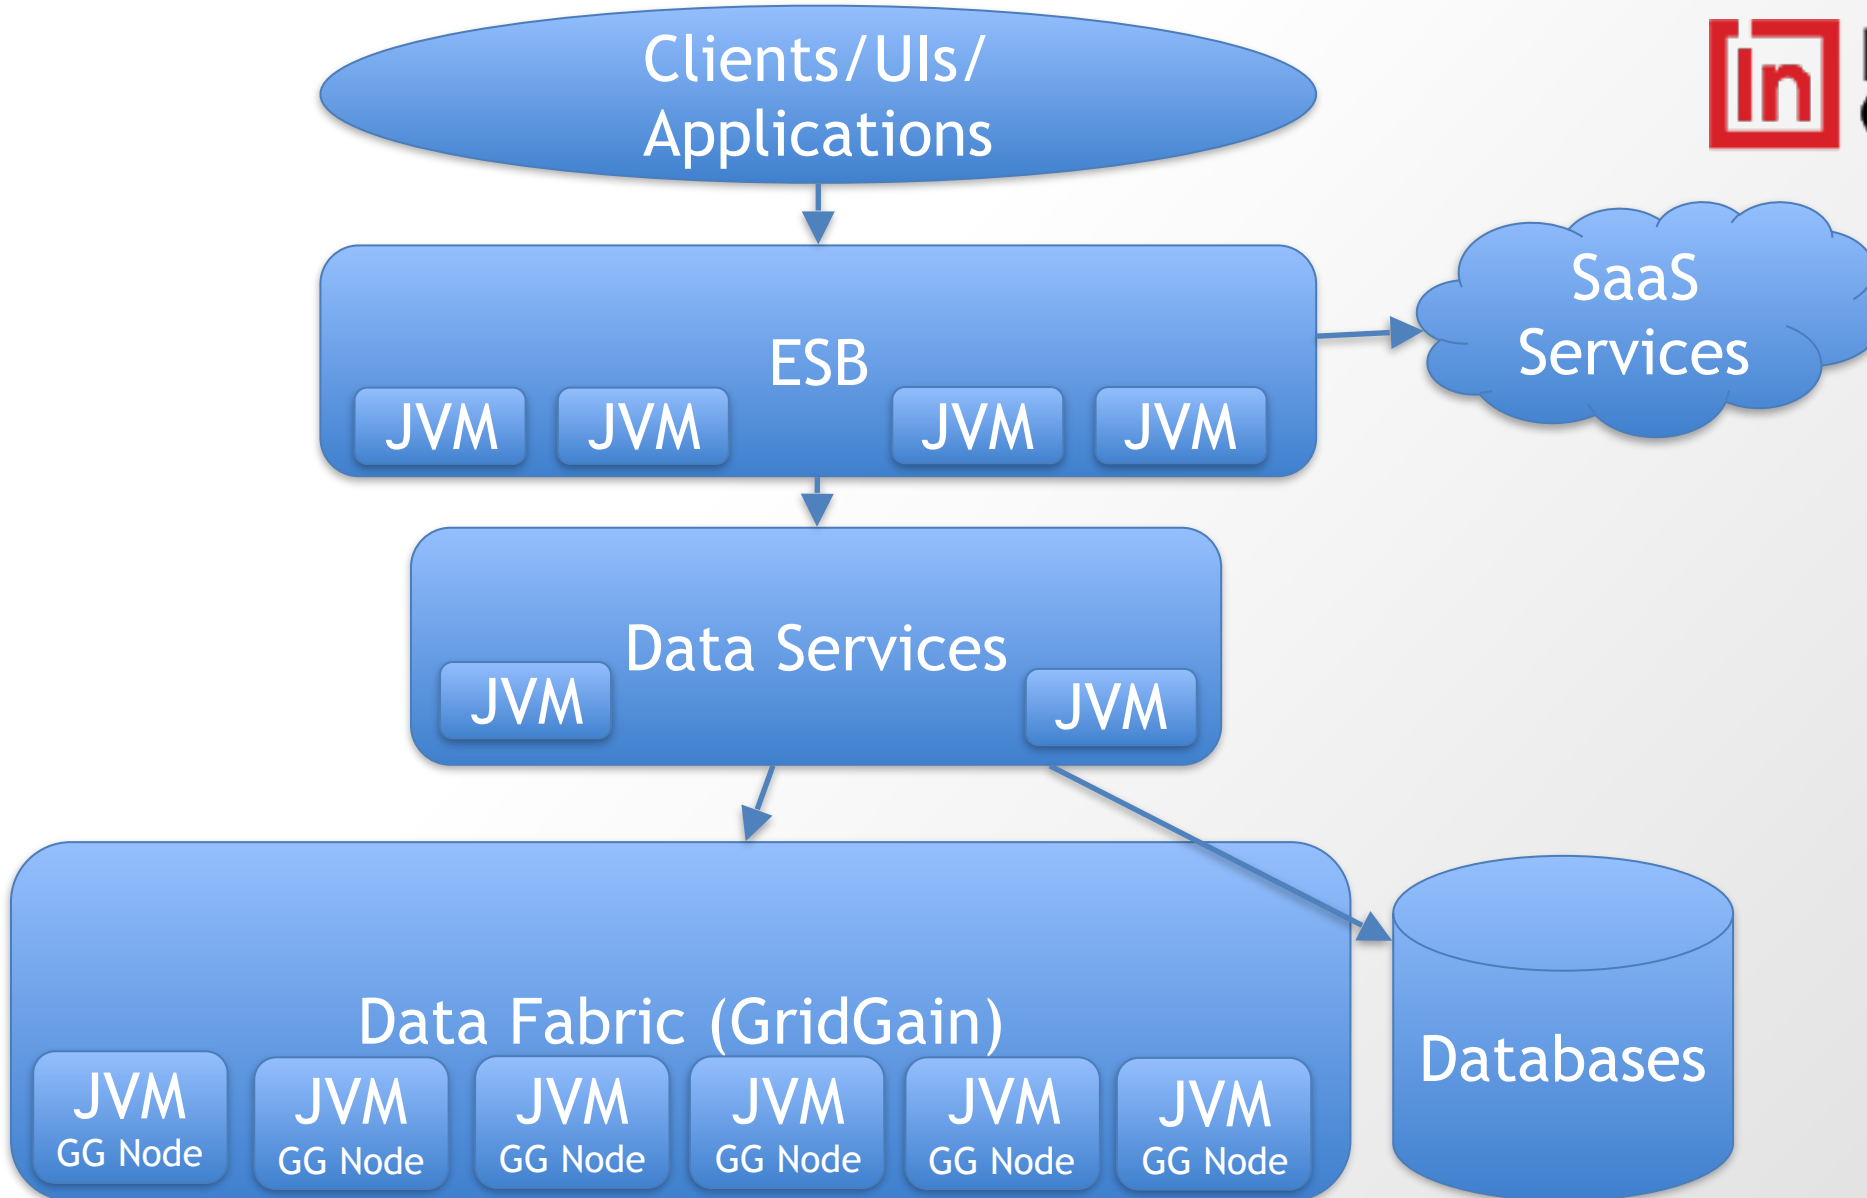 Clients/UIs/
Applications
In
SaaS
Services
ESB
JVM
JVM
JVM
JVM
Data Services
JVM
JVM
Data Fabric (GridGain)
JVM
GG Node
JVM
GG Node
JVM
GG Node
JVM
GG Node
JVM
GG Node
JVM
GG Node
Databases